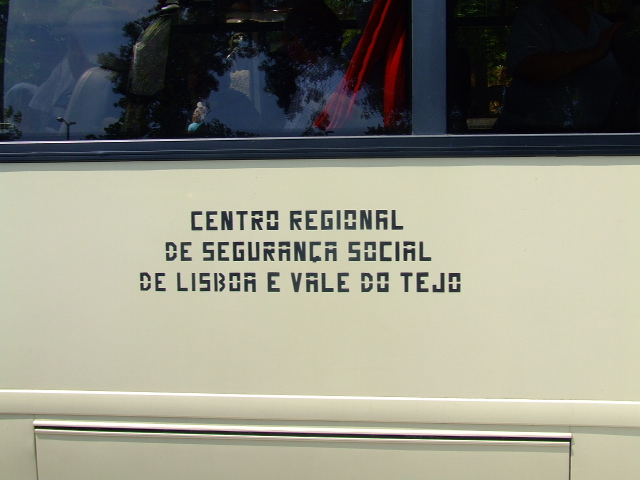 CENTRO REGIONAL
DE SEGURANÇA SOCIAL
DE LISBOA E VALE DO TEJO